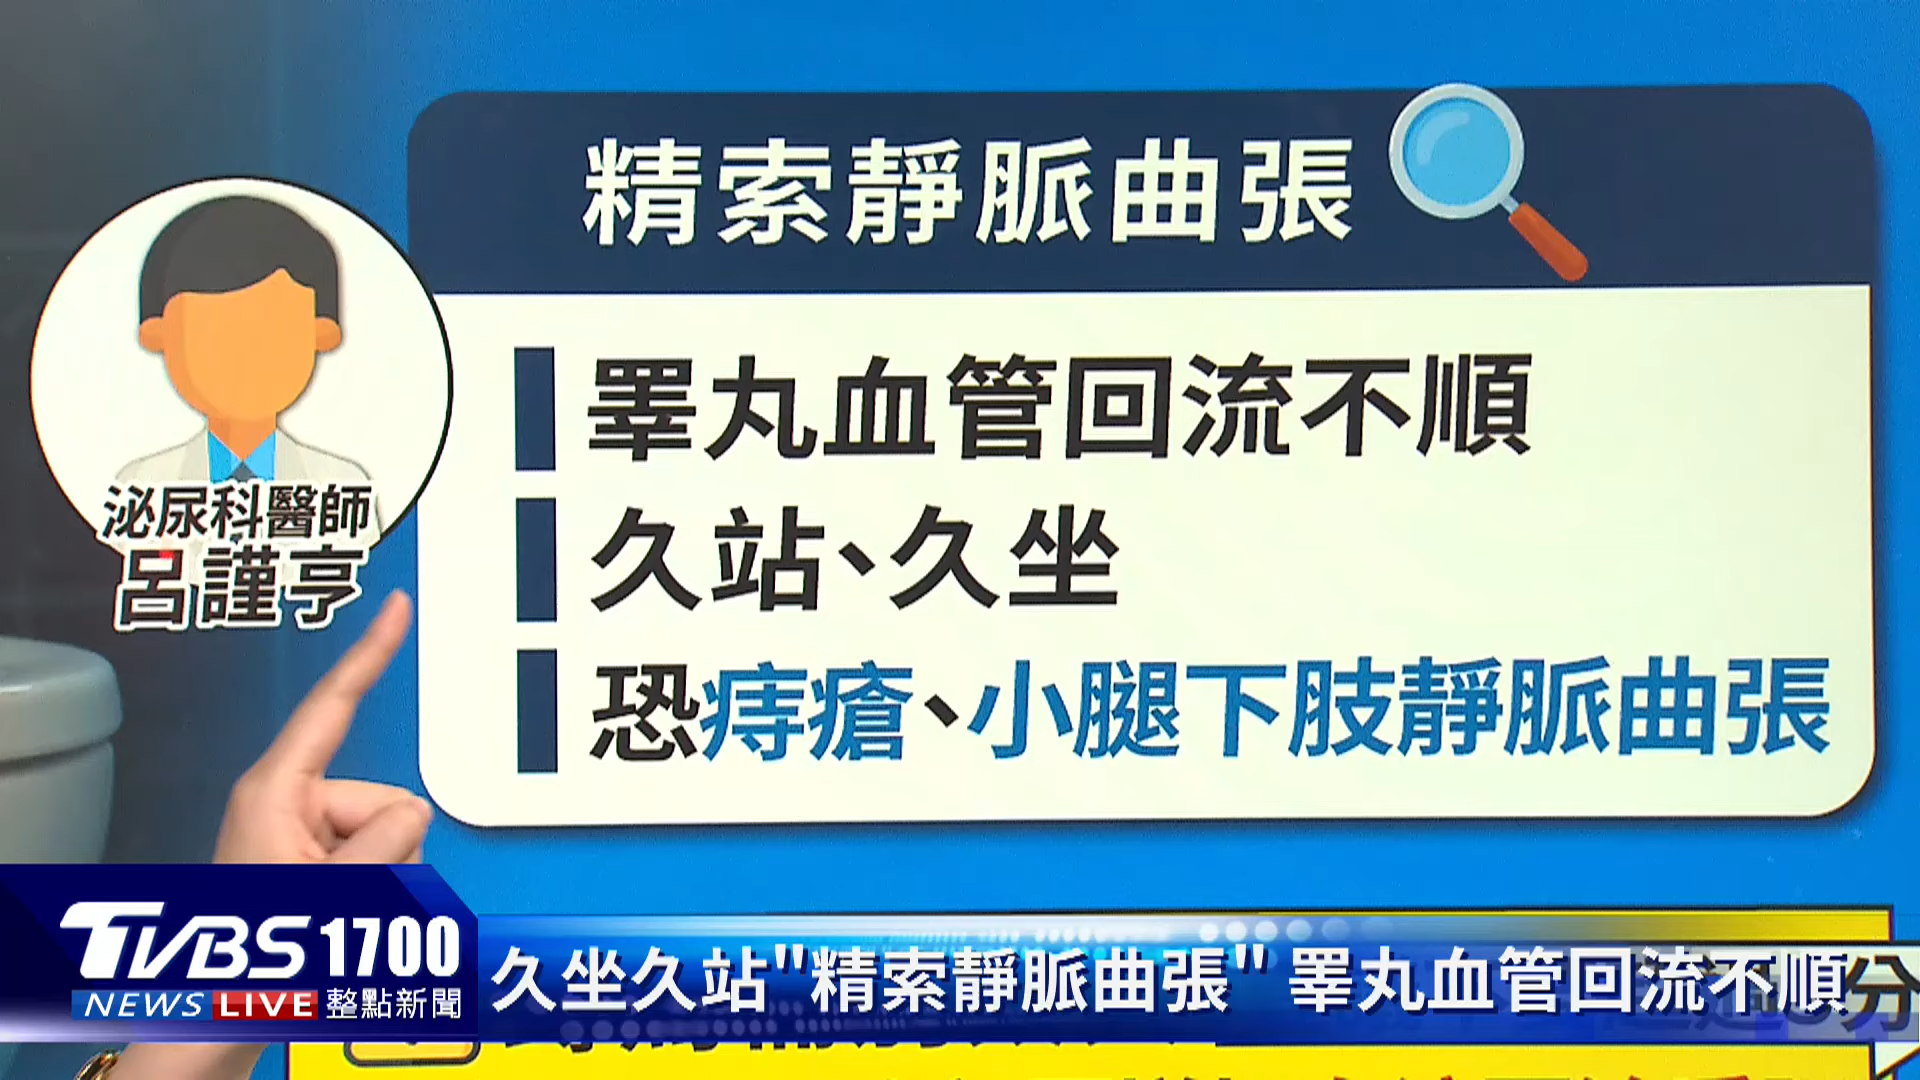 精索靜脈曲張
睪丸血管回流不順
久站、久坐
恐痔瘡、小腿下肢靜脈曲張
泌尿科醫師
呂謹亨
TVBS 1700
NEWS LIVE 整點新聞
久坐久站"精索靜脈曲張" 睪丸血管回流不順
分